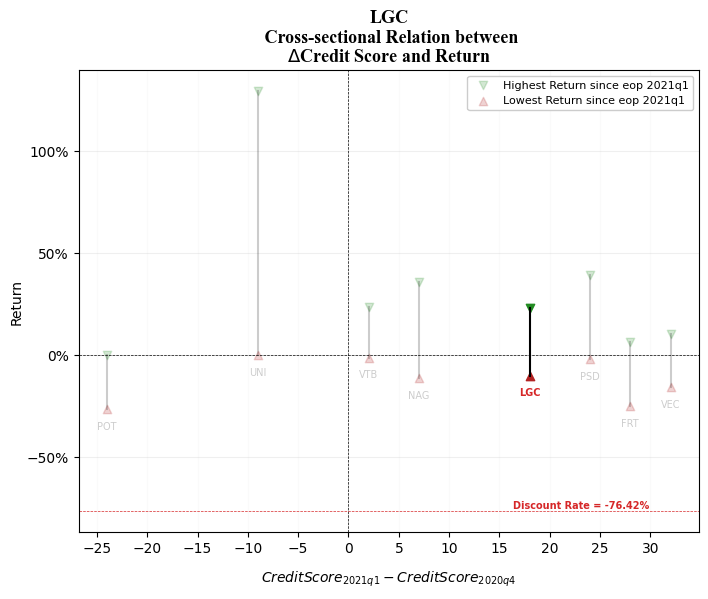 LGC
Cross-sectional Relation between
ΔCredit Score and Return
Highest Return since eop 2021q1
Lowest Return since eop 2021q1
100%
50%
0%
−50%
Return
POT
UNI
VTB
NAG
LGC
PSD
FRT
VEC
Discount Rate = -76.42%
−25 −20 −15 −10 −5 0 5 10 15 20 25 30
CreditScore2021q1 − CreditScore2020q4